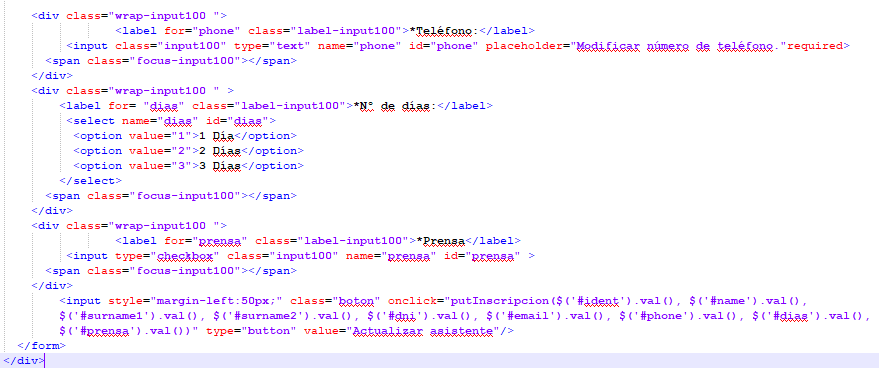 <div class="wrap-input100 ">
<label for="phone" class="label-input100">*Teléfono:</label>
<input class="input100" type="text" name="phone" id="phone" placeholder="Modificar número de teléfono."required>
<span class="focus-input100"></span>
</div>
<div class="wrap-input100 " >
<label for= "dias" class="label-input100">*Nº de días:</label>
<select name="dias" id="dias">
<option value="1">1 Día</option>
<option value="2">2 Días</option>
<option value="3">3 Días</option>
</select>
<span class="focus-input100"></span>
</div>
<div class="wrap-input100 ">
<label for="prensa" class="label-input100">*Prensa</label>
<input type="checkbox" class="input100" name="prensa" id="prensa" >
<span class="focus-input100"></span>
</div>
<input style="margin-left:50px;" class="boton" onclick="putInscripcion($('#ident').val(), $('#name').val(),
$('#surname1').val(), $('#surname2').val(), $('#dni').val(), $('#email').val(), $('#phone').val(), $('#dias').val(),
$('#prensa').val())" type="button" value="Actualizar asistente"/>
</form>
</div>